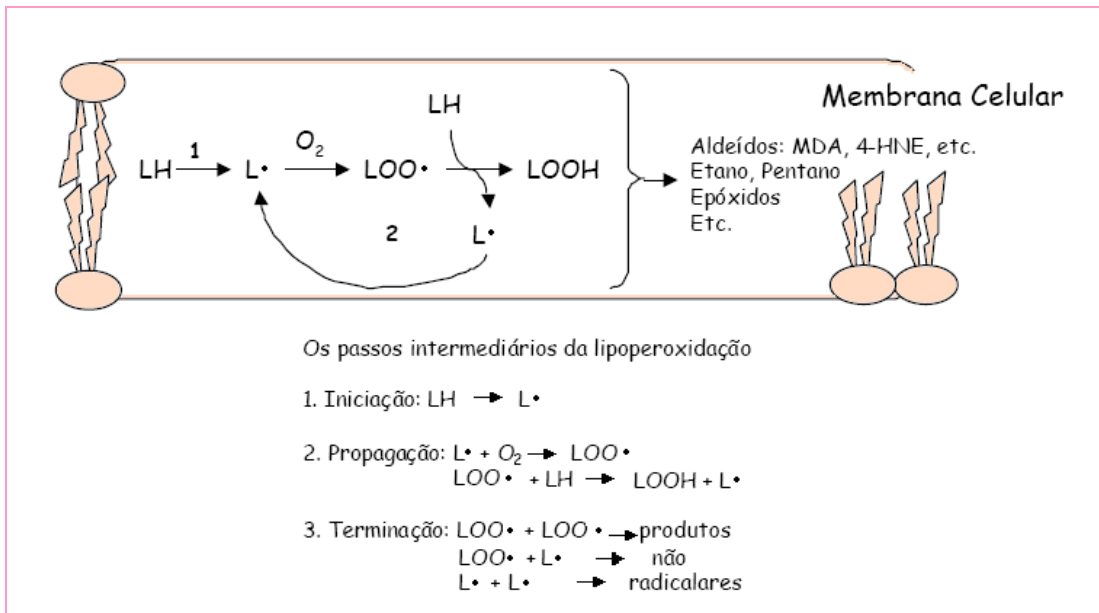 Membrana Celular
LH
LH 1 L• O₂ LOO• LOOH
2
L•
Aldeídos: MDA, 4-HNE, etc.
Etano, Pentano
Epóxidos
Etc.
Os passos intermediários da lipoperoxidação
1. Iniciação: LH → L•
2. Propagação: L• + O₂ → LOO•
LOO• + LH → LOOH + L•
3. Terminação: LOO• + LOO• → produtos
LOO• + L• → não
L• + L• → radicalares